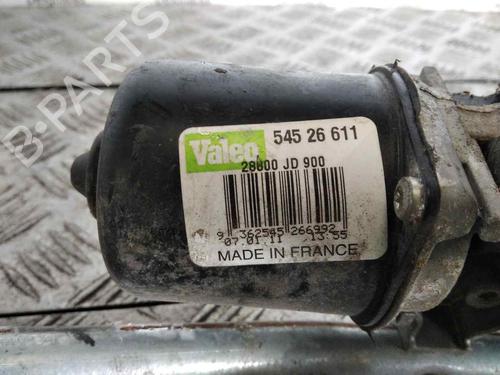 Valeo 545 26 611
28800 JD 900
9 362545 266992
07.01.11 13:55
MADE IN FRANCE
B-PARTS